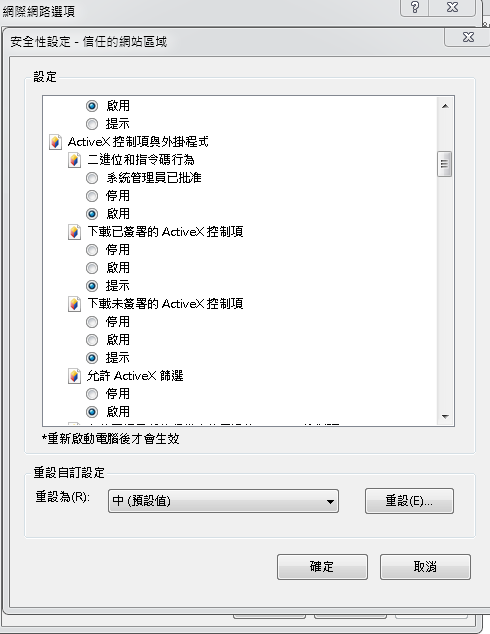 網際網路選項
安全性設定 - 信任的網站區域
設定
啟用
提示
ActiveX 控制項與外掛程式
二進位和指令碼行為
系統管理員已批准
停用
啟用
下載已簽署的 ActiveX 控制項
停用
啟用
提示
下載未簽署的 ActiveX 控制項
停用
啟用
提示
允許 ActiveX 篩選
停用
啟用
*重新啟動電腦後才會生效
重設自訂設定
重設為(R):
中 (預設值)
重設(E)...
確定
取消